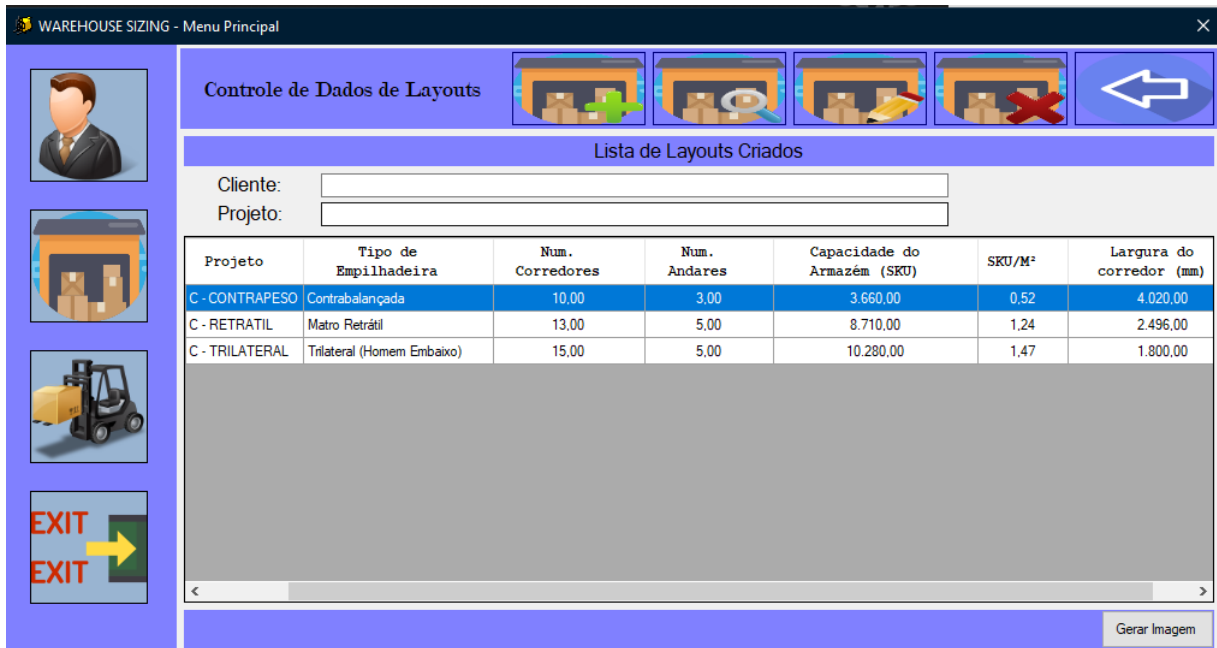 WAREHOUSE SIZING - Menu Principal
Controle de Dados de Layouts
Lista de Layouts Criados
Cliente:
Projeto:
Projeto Tipo de Empilhadeira Num. Corredores Num. Andares Capacidade do Armazém (SKU) SKU/M² Largura do corredor (mm)
C - CONTRAPESO Contrabalançada 10,00 3,00 3.660,00 0,52 4.020,00
C - RETRATIL Matro Retrátil 13,00 5,00 8.710,00 1,24 2.496,00
C - TRILATERAL Trilateral (Homem Embaixo) 15,00 5,00 10.280,00 1,47 1.800,00
EXIT
EXIT
Gerar Imagem